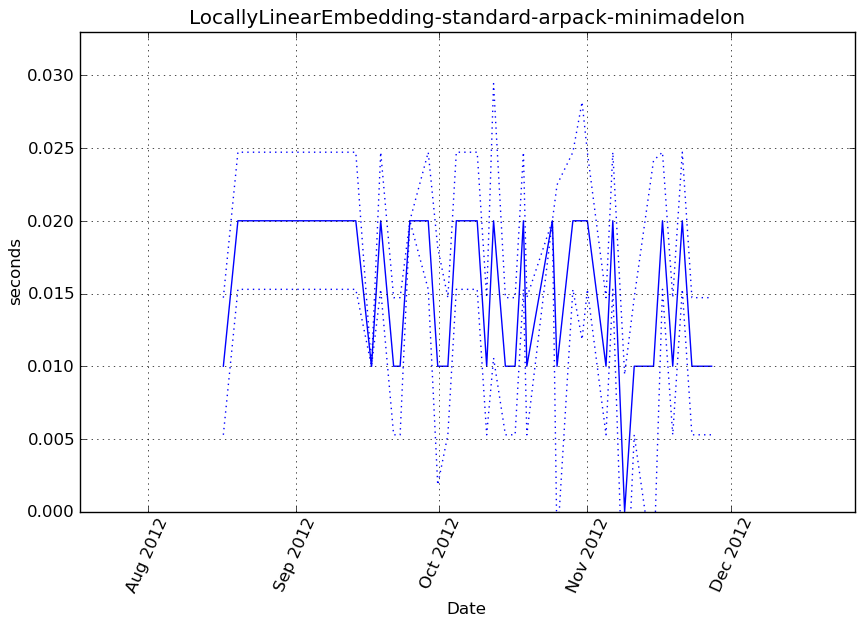 LocallyLinearEmbedding-standard-arpack-minimadelon
0.030
0.025
0.020
0.015
0.010
0.005
0.000
seconds
Aug 2012
Sep 2012
Oct 2012
Nov 2012
Dec 2012
Date